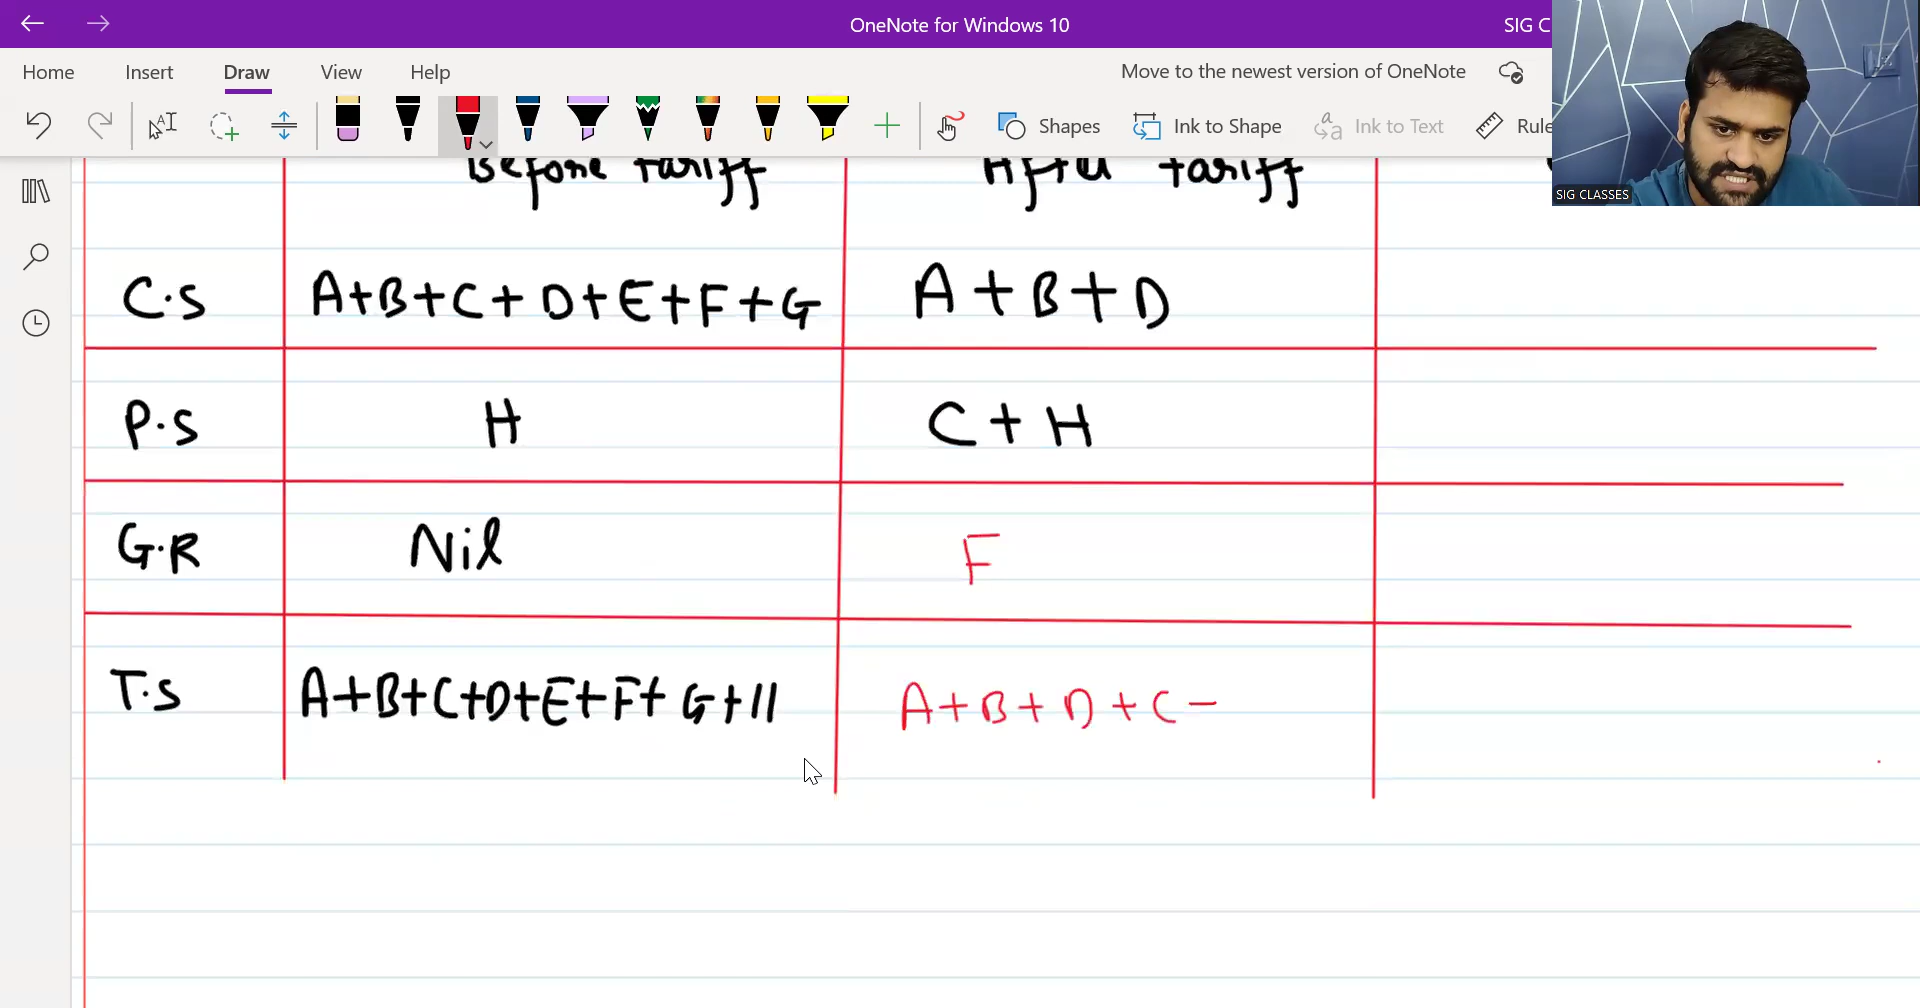 OneNote for Windows 10
SIG C
Home Insert Draw View Help
Move to the newest version of OneNote
Shapes Ink to Shape Ink to Text Rule
SIG CLASSES
Before tariff After tariff
C.S A+B+C+D+E+F+G A+B+D
P.S H C+H
G.R Nil F
T.S A+B+C+D+E+F+G+H A+B+D+C-